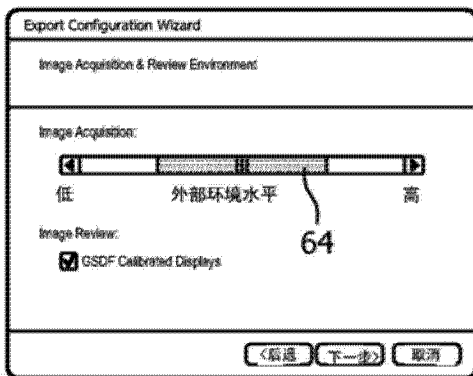 Export Configuration Wizard
Image Acquisition & Review Environment
Image Acquisition:
低 外部环境水平 高
64
Image Review:
GSDF Calibrated Displays
<后退 下一步> 取消